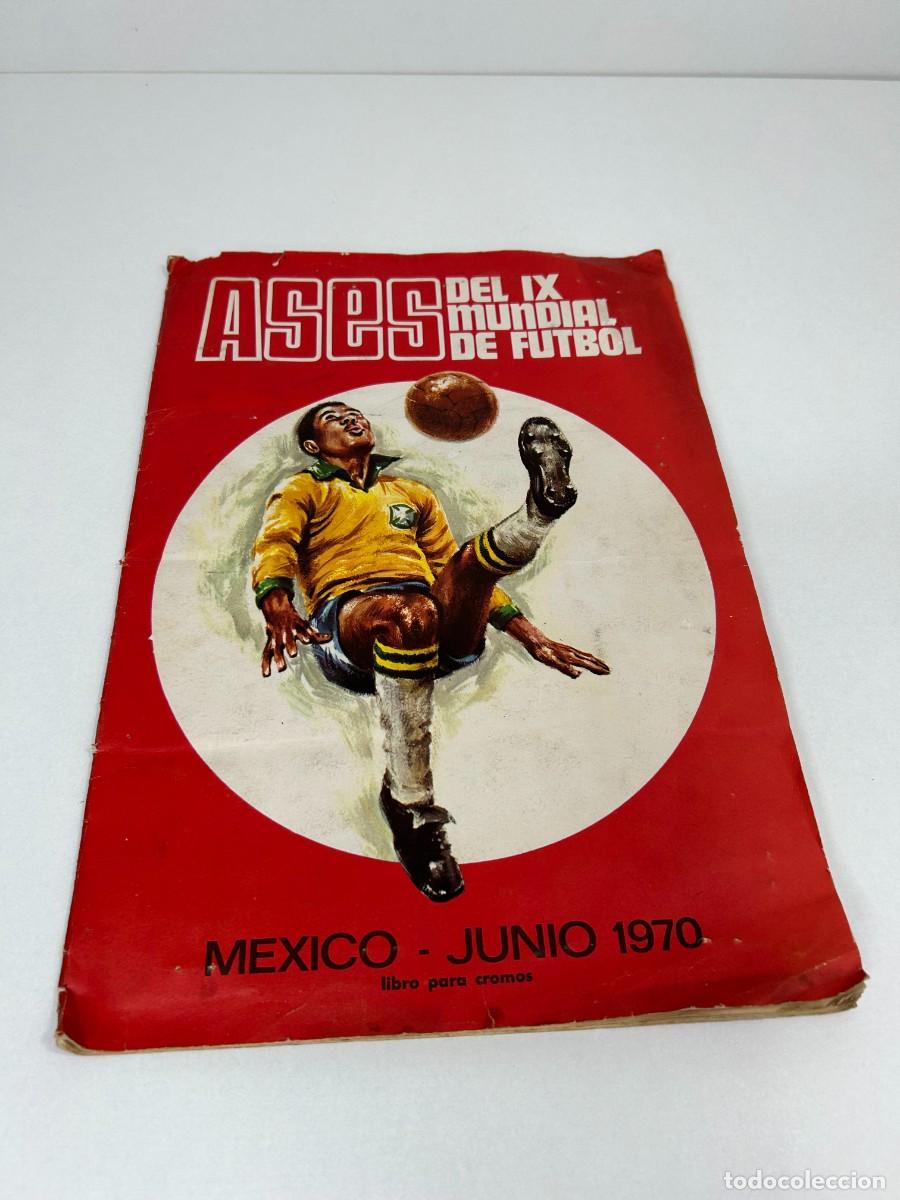 ASES DEL IX
MUNDIAL
DE FUTBOL
MEXICO - JUNIO 1970
libro para cromos
todocoleccion